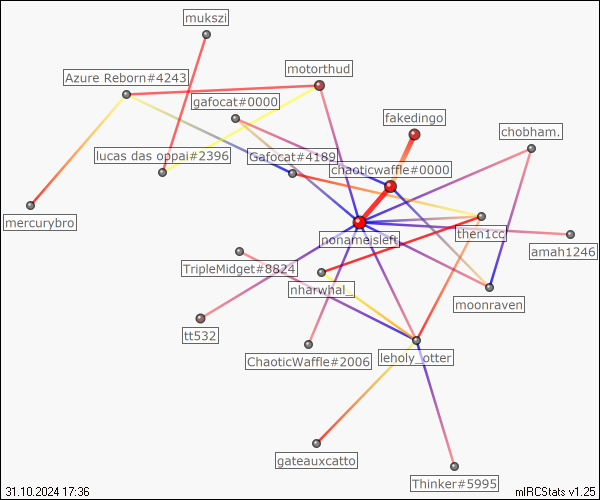 mukszi
motorthud
Azure Reborn#4243
gafocat#0000
fakedingo
chobham.
lucas das oppai#2396
Gafocat#4189
chaoticwaffle#0000
mercurybro
nonameisleft
then1cc
amah1246
TripleMidget#8824
nharwhal_
moonraven
tt532
ChaoticWaffle#2006
leholy_otter
gateauxcatto
Thinker#5995
31.10.2024 17:36
mIRCStats v1.25